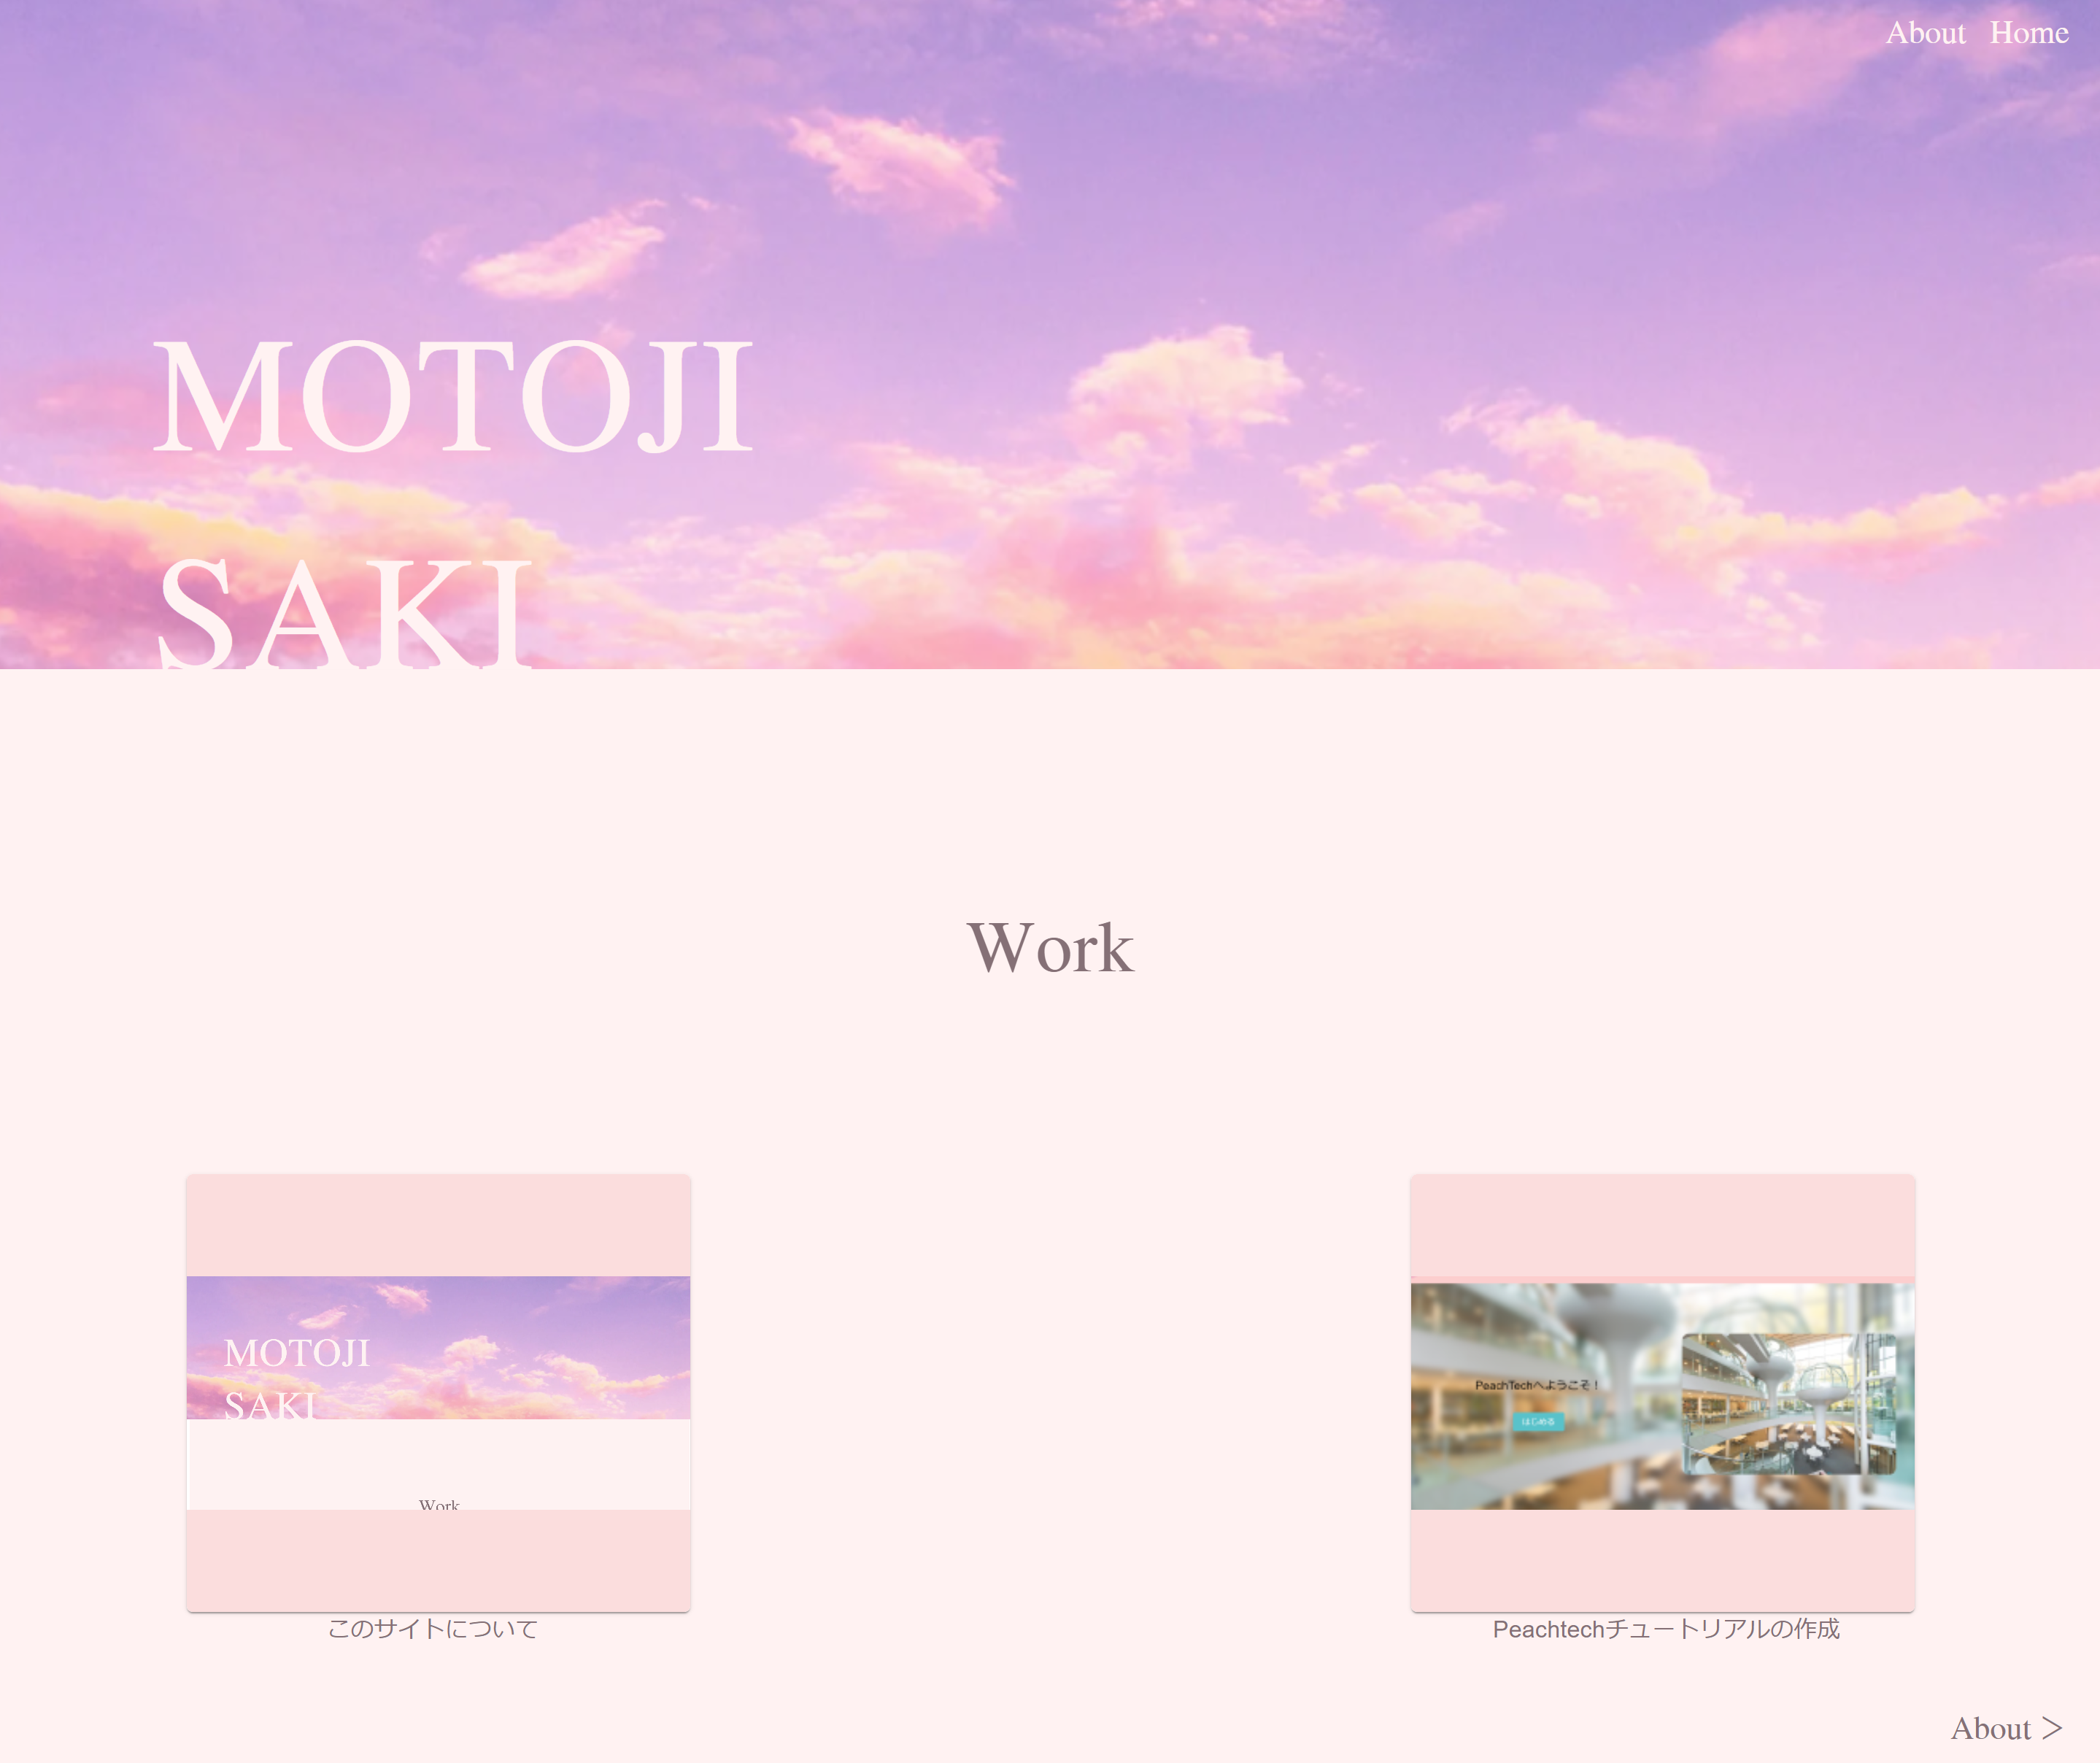 About Home
MOTOJI
SAKI
Work
MOTOJI
SAKI
Work
PeachTechへようこそ！
はじめる
このサイトについて
Peachtechチュートリアルの作成
About ＞